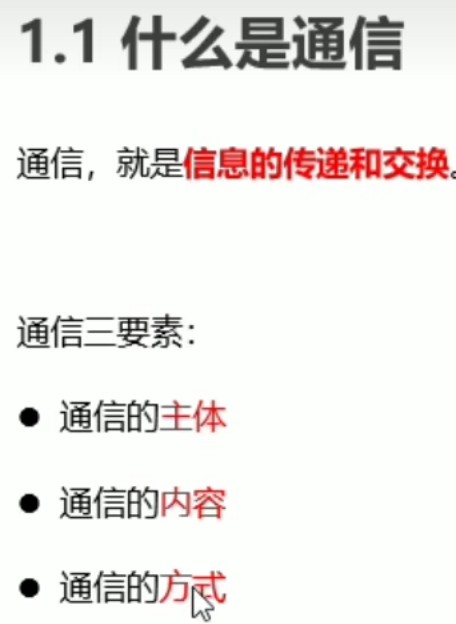 1.1 什么是通信
通信，就是信息的传递和交换。
通信三要素：
● 通信的主体
● 通信的内容
● 通信的方式